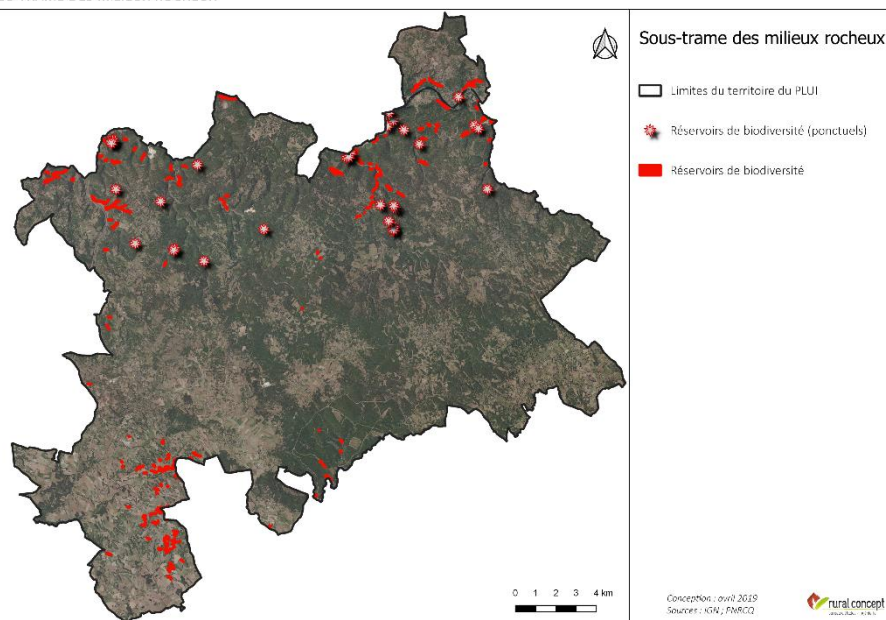 Sous-trame des milieux rocheux
Limites du territoire du PLUI
Réservoirs de biodiversité (ponctuels)
Réservoirs de biodiversité
0 1 2 3 4 km
Conception : avril 2019
Sources : IGN ; PNRCQ
rural concept